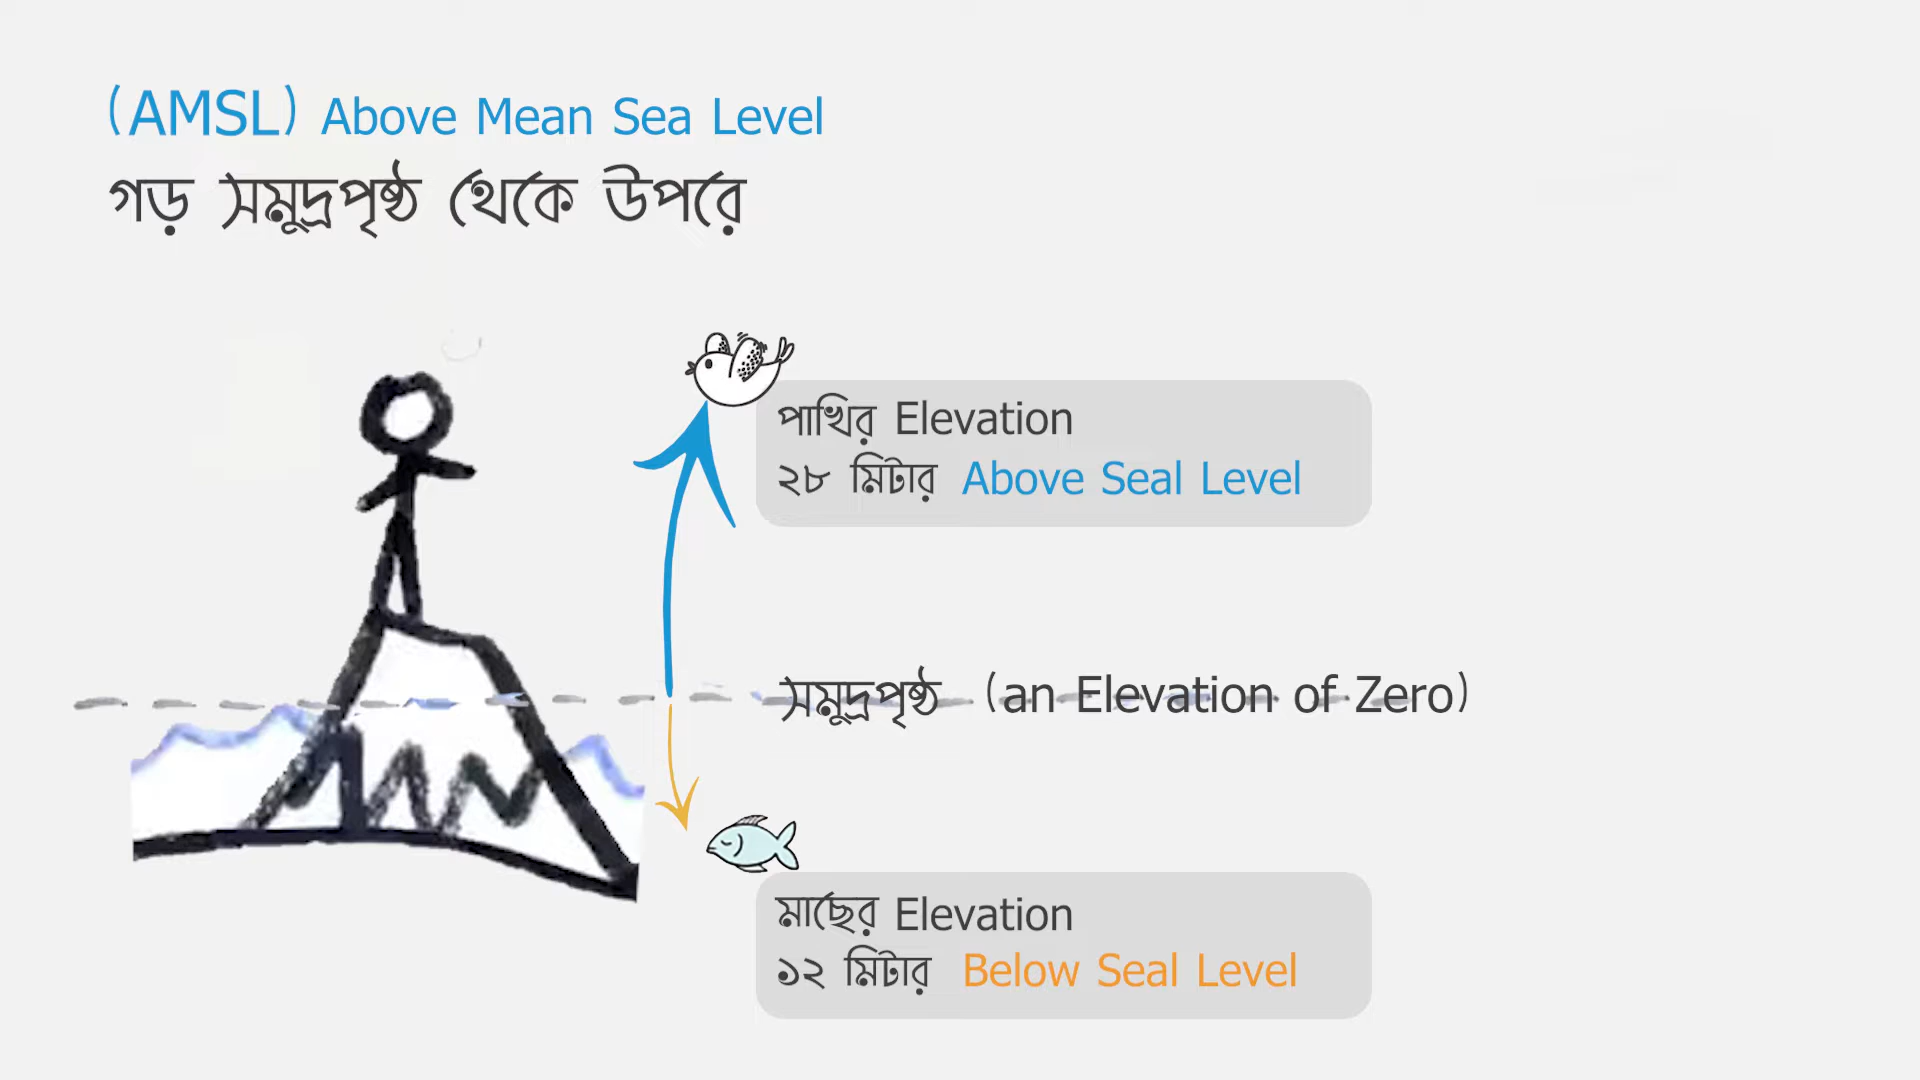 (AMSL) Above Mean Sea Level
গড় সমুদ্রপৃষ্ঠ থেকে উপরে
পাখির Elevation
২৮ মিটার Above Seal Level
সমুদ্রপৃষ্ঠ (an Elevation of Zero)
মাছের Elevation
১২ মিটার Below Seal Level